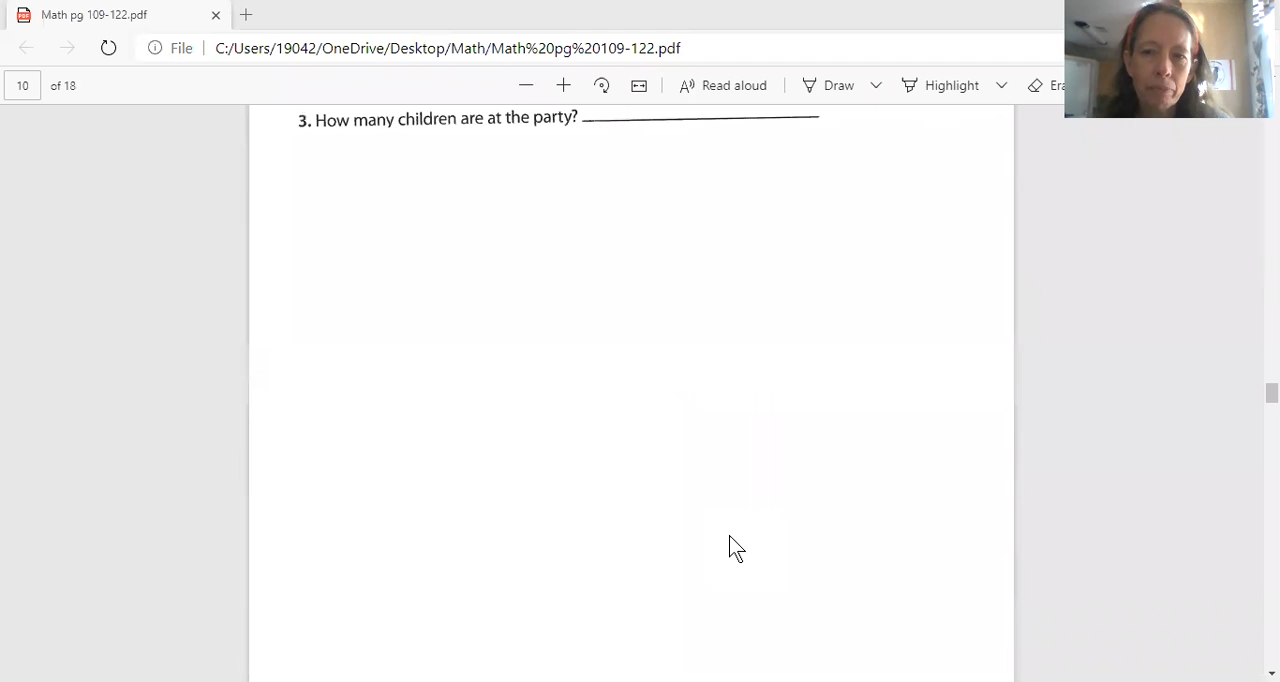 Math pg 109-122.pdf
File
C:/Users/19042/OneDrive/Desktop/Math/Math%20pg%20109-122.pdf
10 of 18
Read aloud
Draw
Highlight
Era
3. How many children are at the party?